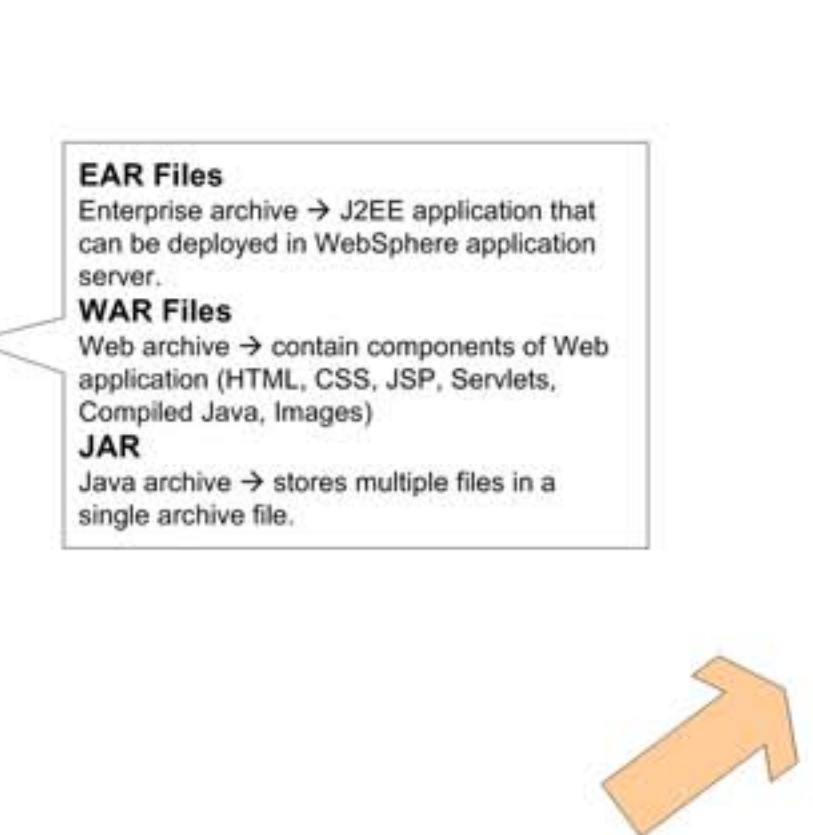 EAR Files
Enterprise archive → J2EE application that
can be deployed in WebSphere application
server.
WAR Files
Web archive → contain components of Web
application (HTML, CSS, JSP, Servlets,
Compiled Java, Images)
JAR
Java archive → stores multiple files in a
single archive file.